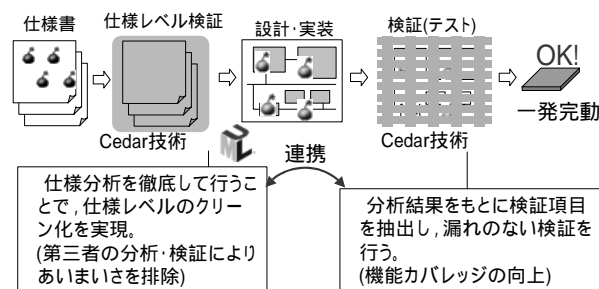 仕様書
仕様レベル検証
設計・実装
検証(テスト)
OK!
一発完動
Cedar技術
Cedar技術
UML
連携
仕様分析を徹底して行うこ
とで,仕様レベルのクリー
ン化を実現。
(第三者の分析・検証により
あいまいさを排除)
分析結果をもとに検証項目
を抽出し,漏れのない検証を
行う。
(機能カバレッジの向上)